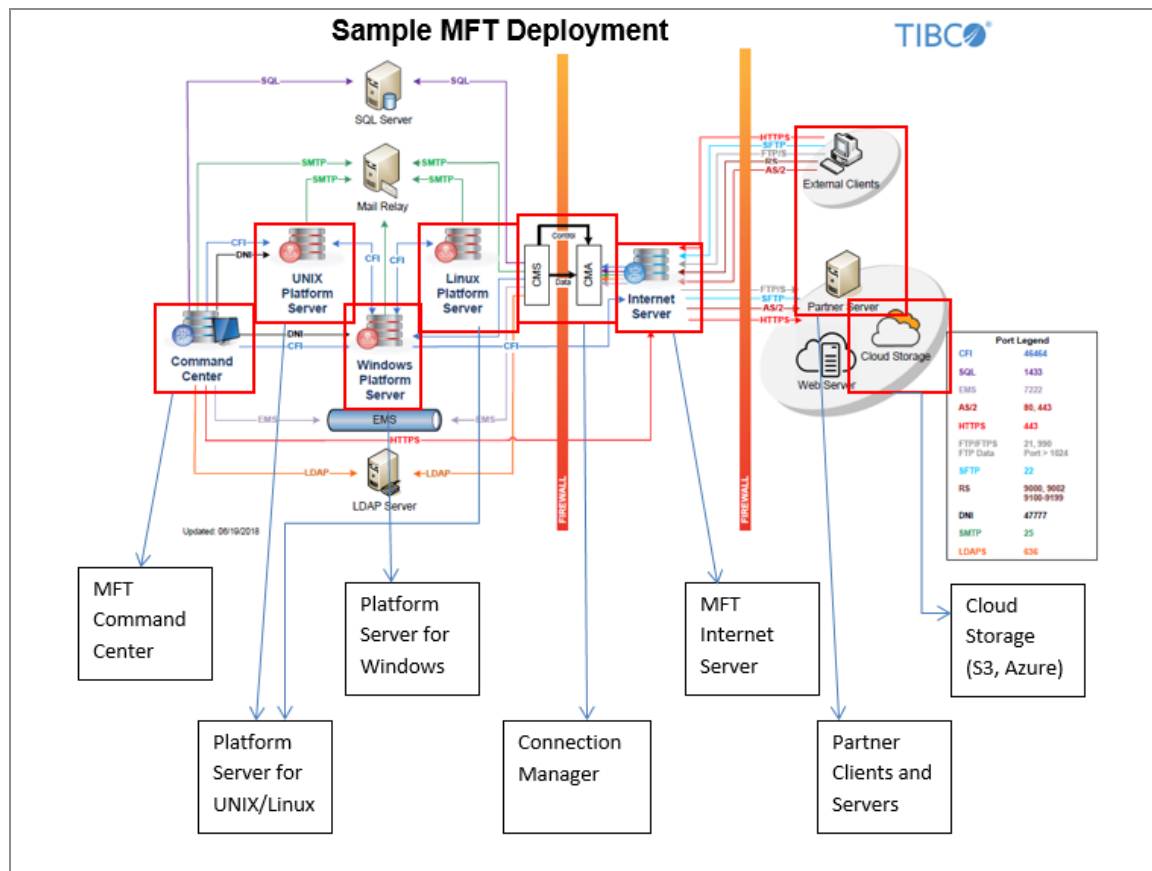 Sample MFT Deployment
TIBCO®
SQL
SQL
SQL Server
SMTP
SMTP
SMTP
SMTP
Mail Relay
HTTPS
SFTP
FTP/S
RS
AS/2
External Clients
CFI
DNI
UNIX
Platform
Server
CFI
CFI
Linux
Platform
Server
Control
CMS
CMA
Data
Internet
Server
FTP/S
SFTP
AS/2
HTTPS
Partner Server
Cloud Storage
Web Server
Command
Center
DNI
CFI
Windows
Platform
Server
CFI
EMS
EMS
EMS
HTTPS
LDAP
LDAP
LDAP Server
FIREWALL
FIREWALL
Updated: 06/19/2018
Port Legend
CFI 46464
SQL 1433
EMS 7222
AS/2 80, 443
HTTPS 443
FTP/FTPS 21, 990
FTP Data Port > 1024
SFTP 22
RS 9000, 9002
9100-9199
DNI 47777
SMTP 25
LDAPS 636
MFT
Command
Center
Platform
Server for
Windows
MFT
Internet
Server
Cloud
Storage
(S3, Azure)
Platform
Server for
UNIX/Linux
Connection
Manager
Partner
Clients and
Servers